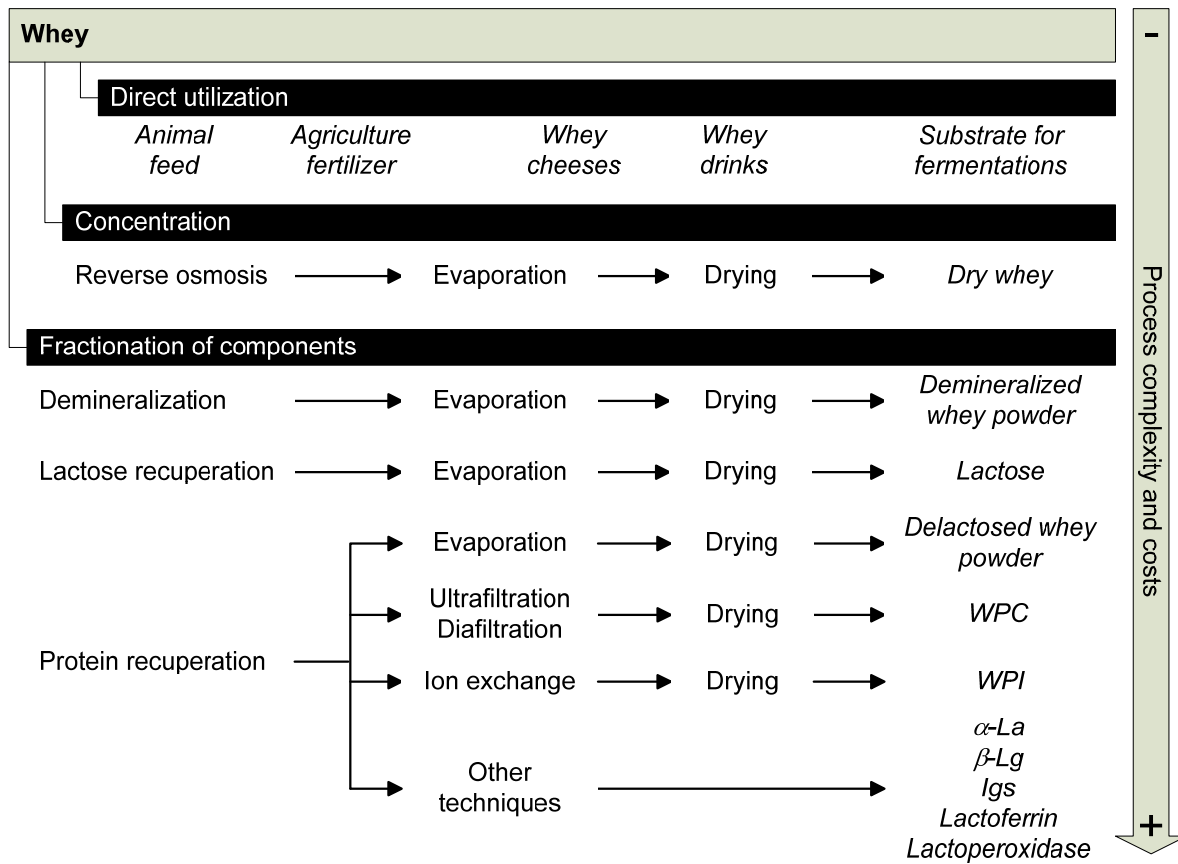 Whey
-
Direct utilization
Animal feed
Agriculture fertilizer
Whey cheeses
Whey drinks
Substrate for fermentations
Concentration
Reverse osmosis
Evaporation
Drying
Dry whey
Fractionation of components
Demineralization
Evaporation
Drying
Demineralized whey powder
Lactose recuperation
Evaporation
Drying
Lactose
Protein recuperation
Evaporation
Drying
Delactosed whey powder
Ultrafiltration
Diafiltration
Drying
WPC
Ion exchange
Drying
WPI
Other techniques
α-La
β-Lg
Igs
Lactoferrin
Lactoperoxidase
Process complexity and costs
+